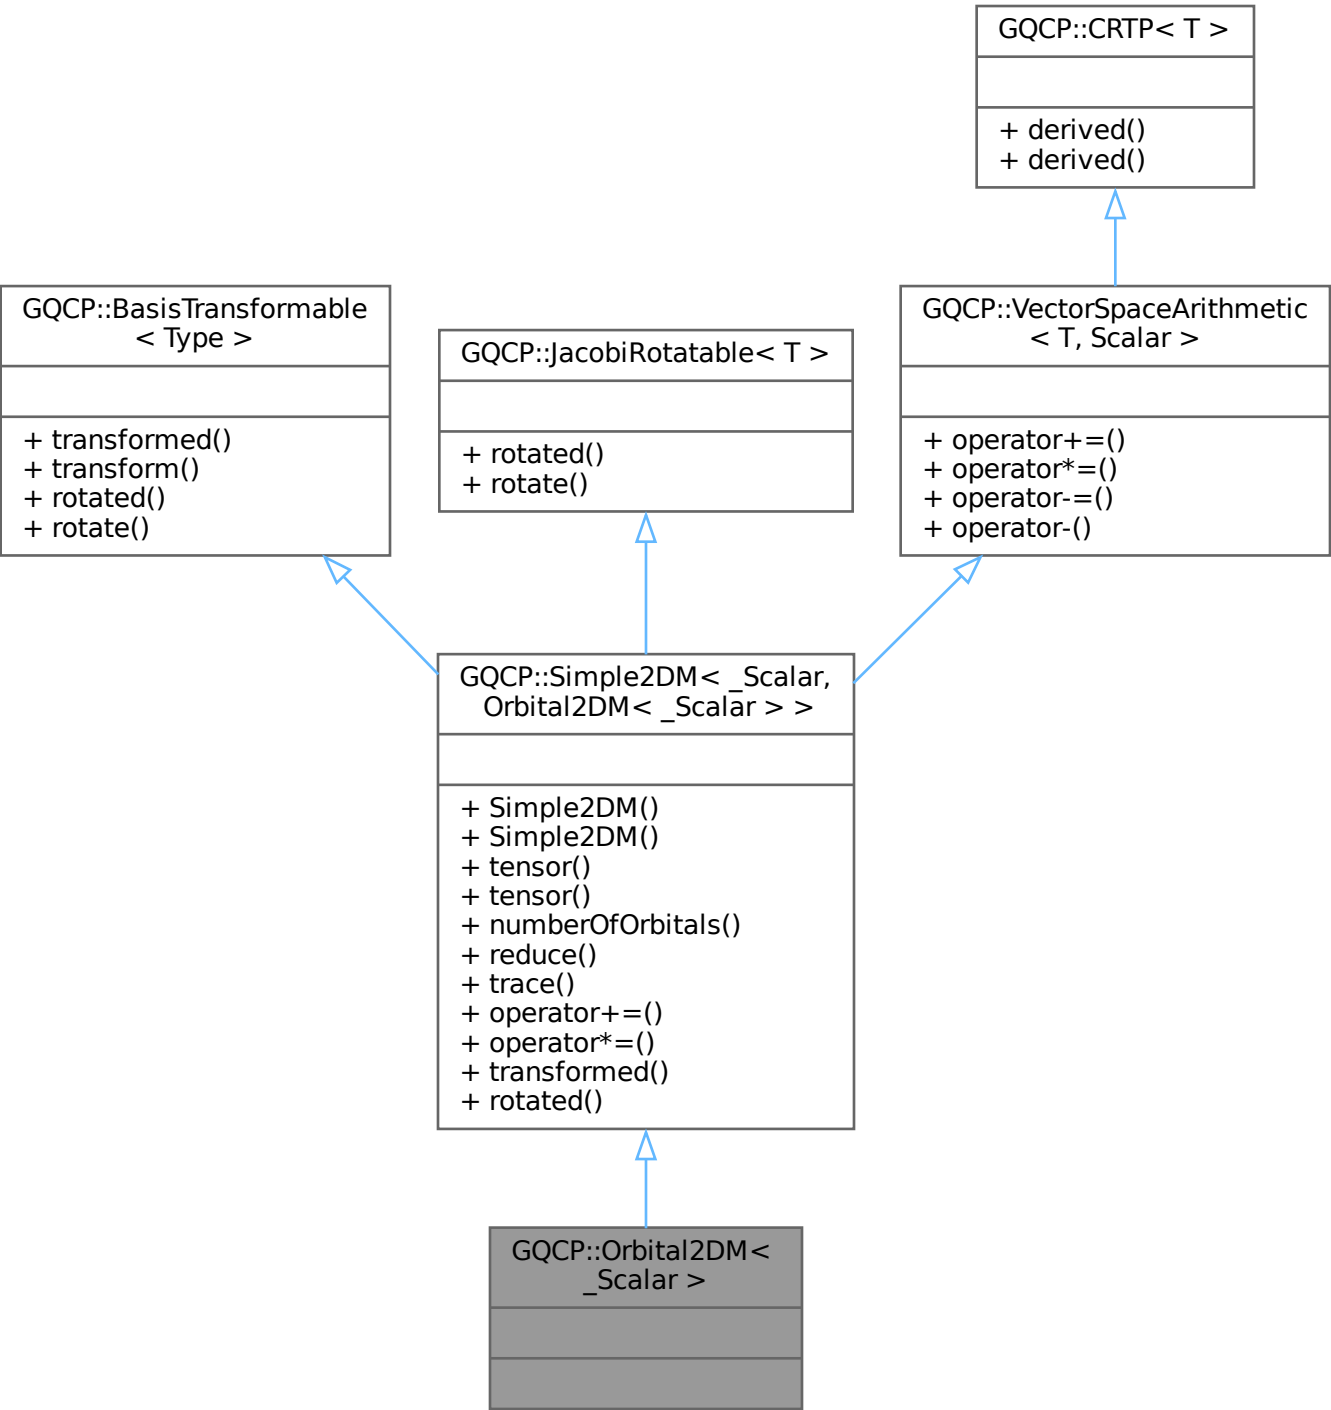 GQCP::CRTP< T >
+ derived()
+ derived()
GQCP::BasisTransformable
< Type >
+ transformed()
+ transform()
+ rotated()
+ rotate()
GQCP::JacobiRotatable< T >
+ rotated()
+ rotate()
GQCP::VectorSpaceArithmetic
< T, Scalar >
+ operator+=()
+ operator*=()
+ operator-=()
+ operator-()
GQCP::Simple2DM< _Scalar,
Orbital2DM< _Scalar > >
+ Simple2DM()
+ Simple2DM()
+ tensor()
+ tensor()
+ numberOfOrbitals()
+ reduce()
+ trace()
+ operator+=()
+ operator*=()
+ transformed()
+ rotated()
GQCP::Orbital2DM<
_Scalar >